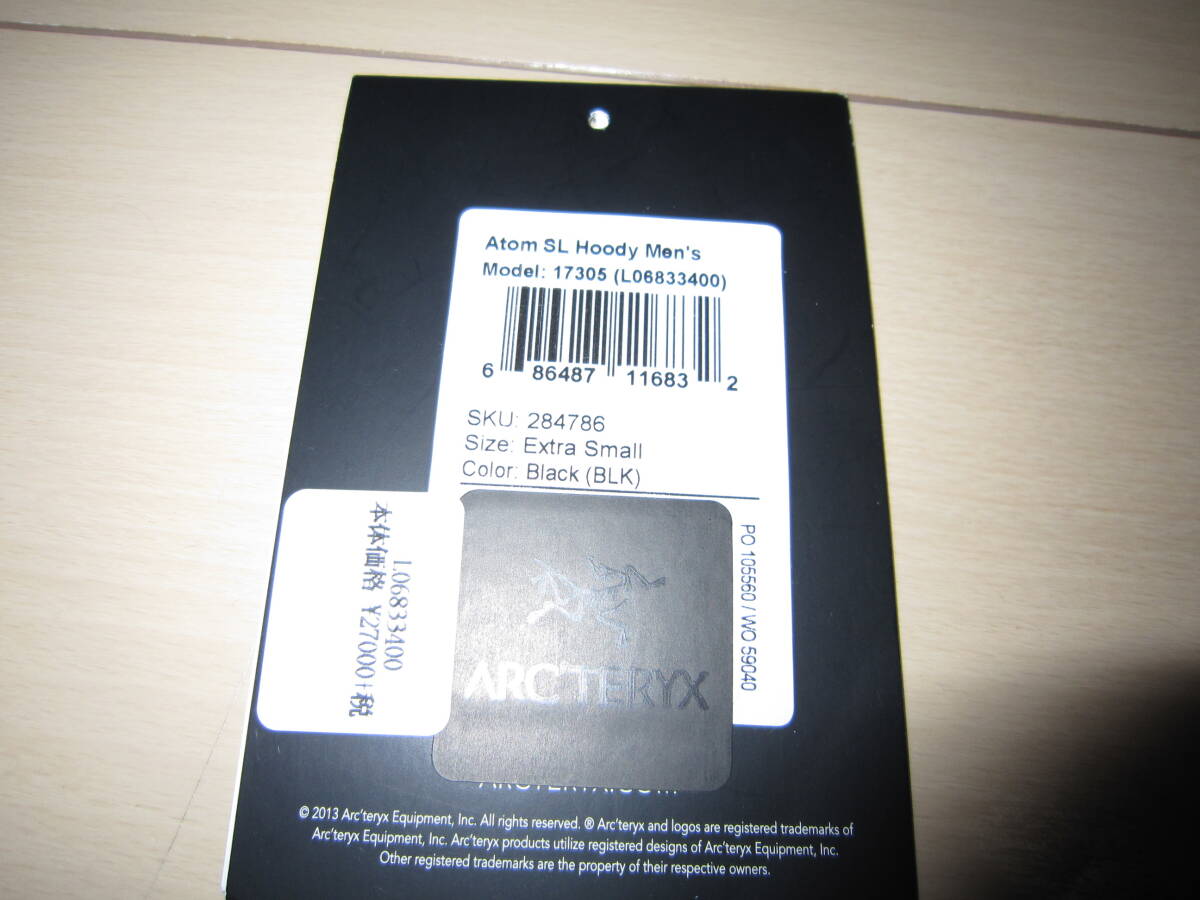 Atom SL Hoody Men's
Model: 17305 (L06833400)
6 86487 11683 2
SKU: 284786
Size: Extra Small
Color: Black (BLK)
PO 105560 / WO 59040
L06833400
本体価格 ¥27000+税
ARC'TERYX
ARCTERYX.COM
© 2013 Arc'teryx Equipment, Inc. All rights reserved. ® Arc'teryx and logos are registered trademarks of
Arc'teryx Equipment, Inc. Arc'teryx products utilize registered designs of Arc'teryx Equipment, Inc.
Other registered trademarks are the property of their respective owners.